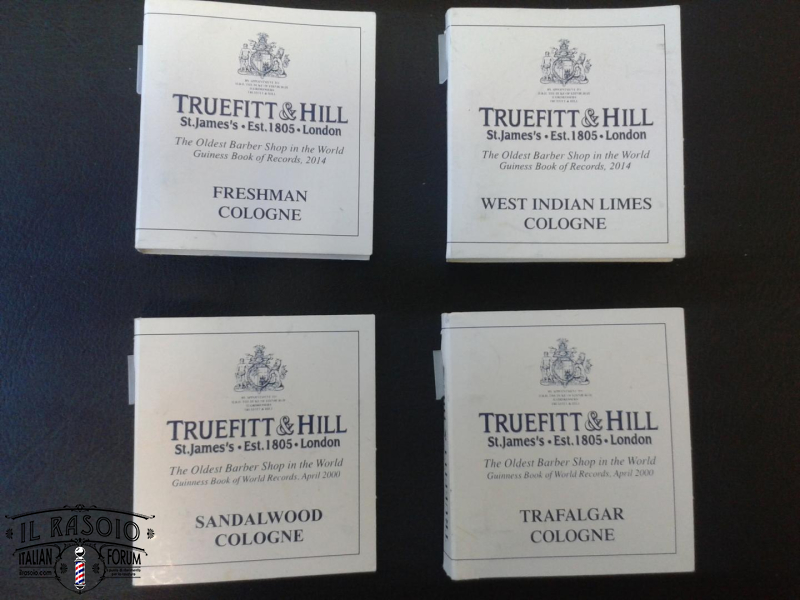 TRUEFITT & HILL
St.James's • Est.1805 • London
The Oldest Barber Shop in the World
Guiness Book of Records, 2014
FRESHMAN
COLOGNE
TRUEFITT & HILL
St.James's • Est.1805 • London
The Oldest Barber Shop in the World
Guiness Book of Records, 2014
WEST INDIAN LIMES
COLOGNE
TRUEFITT & HILL
St.James's • Est.1805 • London
The Oldest Barber Shop in the World
Guinness Book of World Records, April 2000
SANDALWOOD
COLOGNE
TRUEFITT & HILL
St.James's • Est.1805 • London
The Oldest Barber Shop in the World
Guinness Book of World Records, April 2000
TRAFALGAR
COLOGNE
IL RASOIO
ITALIAN FORUM
ilrasoio.com